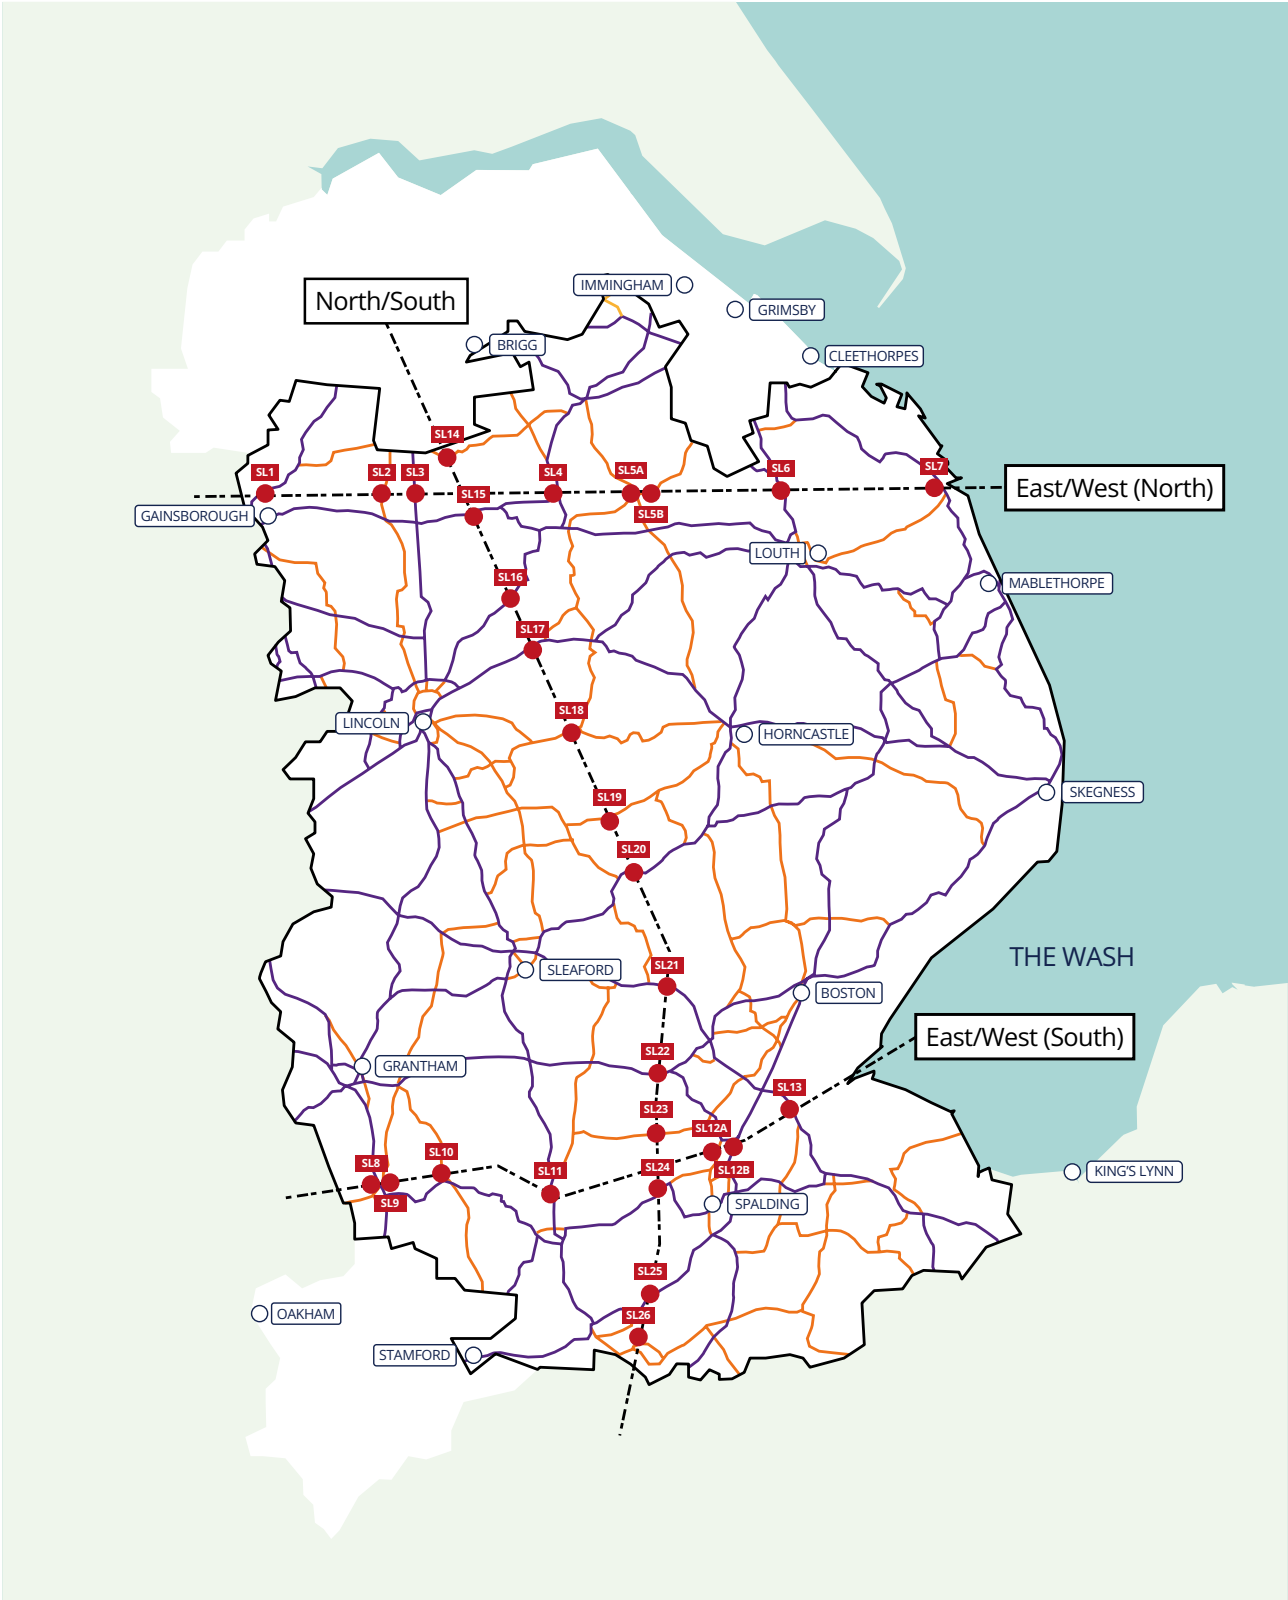 IMMINGHAM
North/South
GRIMSBY
BRIGG
CLEETHORPES
SL14
SL1
SL2
SL3
SL4
SL5A
SL6
SL7
East/West (North)
SL15
GAINSBOROUGH
SL5B
LOUTH
SL16
MABLETHORPE
SL17
SL18
LINCOLN
HORNCASTLE
SKEGNESS
SL19
SL20
THE WASH
SL21
SLEAFORD
BOSTON
East/West (South)
SL22
GRANTHAM
SL13
SL23
SL12A
SL10
SL8
SL11
SL24
SL12B
KING'S LYNN
SL9
SPALDING
SL25
OAKHAM
SL26
STAMFORD